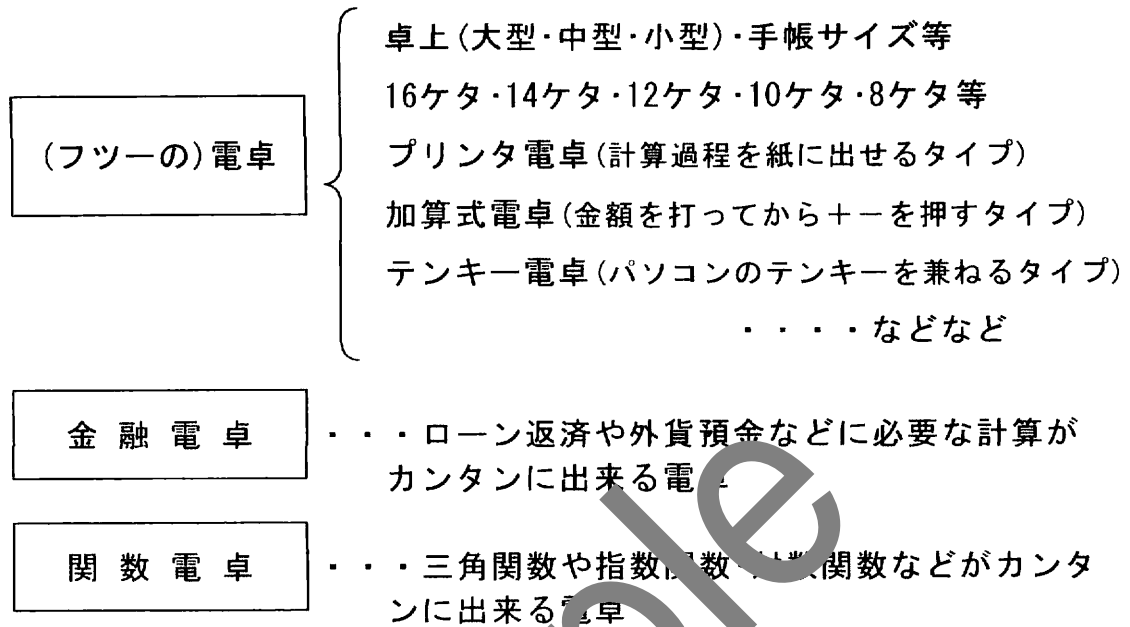 卓上(大型・中型・小型)・手帳サイズ等
16ケタ・14ケタ・12ケタ・10ケタ・8ケタ等
(フツーの)電卓
プリンタ電卓(計算過程を紙に出せるタイプ)
加算式電卓(金額を打ってから+−を押すタイプ)
テンキー電卓(パソコンのテンキーを兼ねるタイプ)
・・・・などなど
金融電卓 ・・・ローン返済や外貨預金などに必要な計算が
カンタンに出来る電卓
関数電卓 ・・・三角関数や指数関数・対数関数などがカンタ
ンに出来る電卓